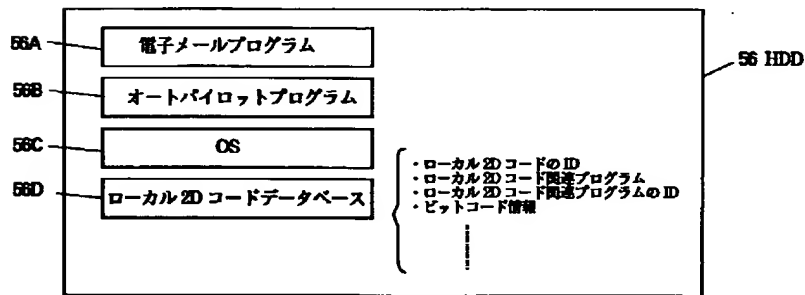 56A
電子メールプログラム
56 HDD
56B
オートパイロットプログラム
56C
OS
56D
ローカル2Dコードデータベース
・ローカル2DコードのID
・ローカル2Dコード関連プログラム
・ローカル2Dコード関連プログラムのID
・ビットコード情報